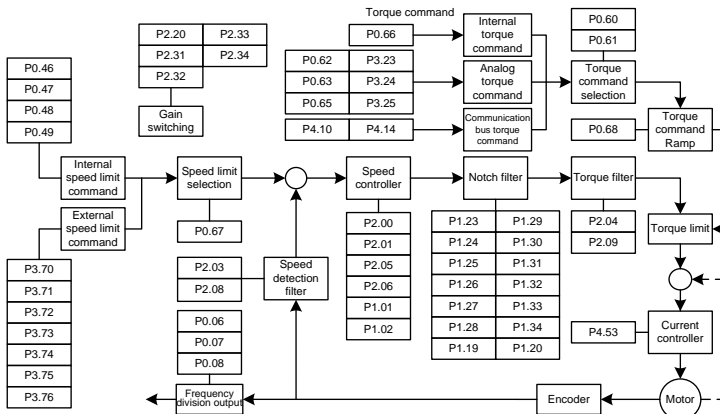 Torque command
P0.66
Internal
torque
command
P0.60
P0.61
P2.20 P2.33
P2.31 P2.34
P2.32
Gain
switching
P0.46
P0.47
P0.48
P0.49
P0.62 P3.23
P0.63 P3.24
P0.65 P3.25
Analog
torque
command
Torque
command
selection
P4.10 P4.14
Communication
bus torque
command
P0.68
Torque
command
Ramp
Internal
speed limit
command
External
speed limit
command
Speed limit
selection
P0.67
Speed
controller
Notch filter
Torque filter
P2.00
P2.01
P2.05
P2.06
P1.01
P1.02
P1.23 P1.29
P1.24 P1.30
P1.25 P1.31
P1.26 P1.32
P1.27 P1.33
P1.28 P1.34
P1.19 P1.20
P2.04
P2.09
Torque limit
P2.03
P2.08
Speed
detection
filter
P3.70
P3.71
P3.72
P3.73
P3.74
P3.75
P3.76
P0.06
P0.07
P0.08
P4.53
Current
controller
Frequency
division output
Encoder
Motor